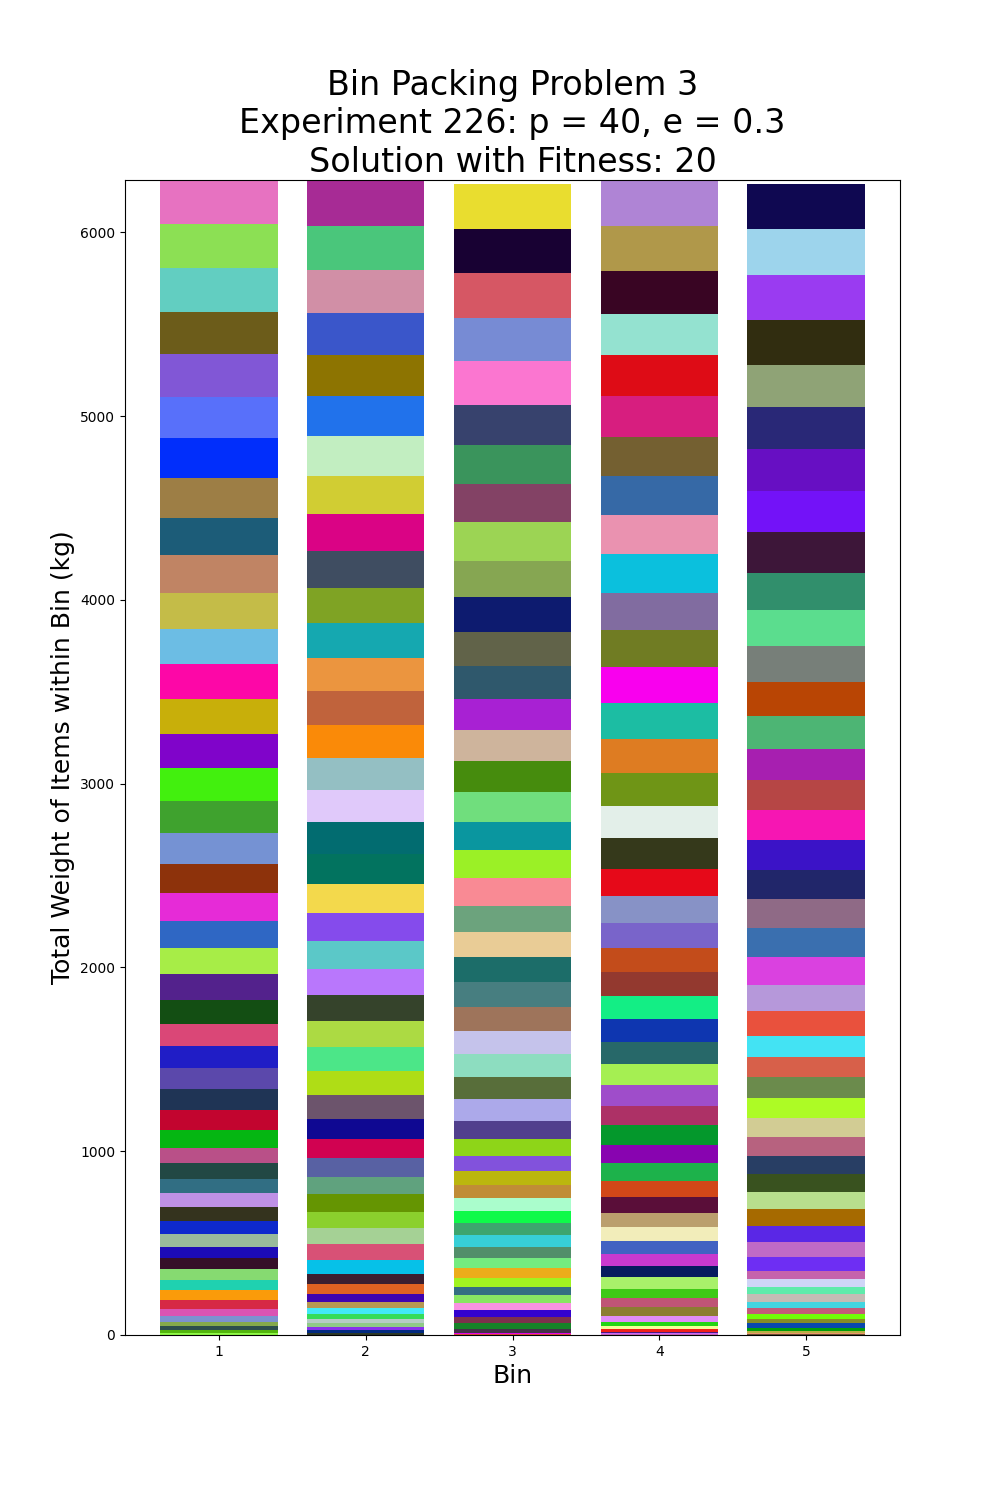 Bin Packing Problem 3
Experiment 226: p = 40, e = 0.3
Solution with Fitness: 20
Total Weight of Items within Bin (kg)
6000
5000
4000
3000
2000
1000
0
1 2 3 4 5
Bin